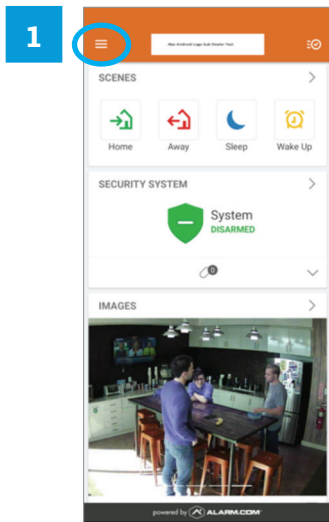 1
Alex Android Logo Sub Dealer Test
SCENES
Home Away Sleep Wake Up
SECURITY SYSTEM
System
DISARMED
0
IMAGES
powered by ALARM.COM